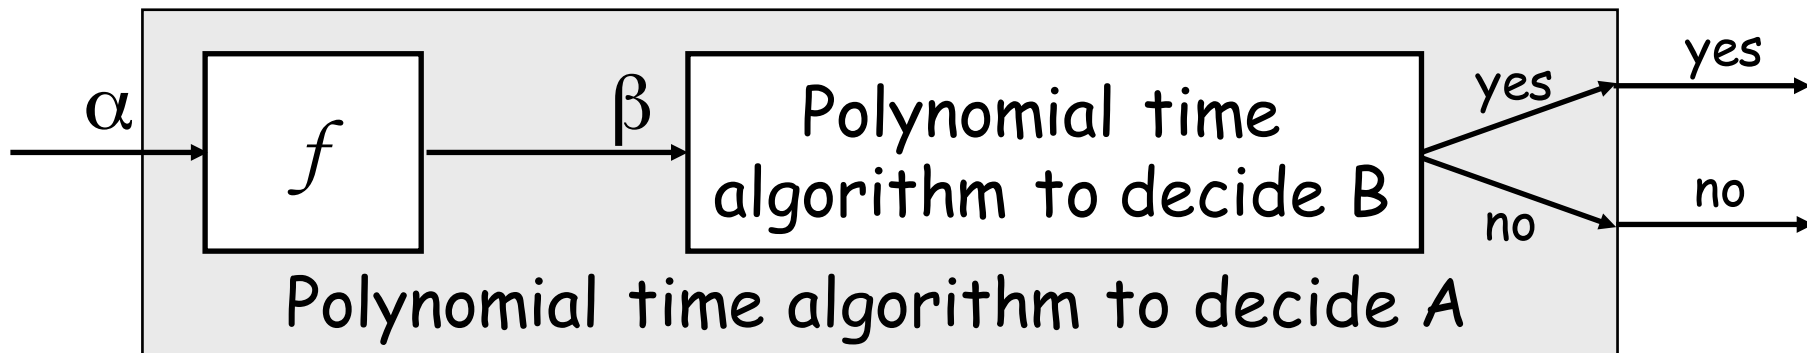 α
f
β
Polynomial time
algorithm to decide B
yes
no
yes
no
Polynomial time algorithm to decide A